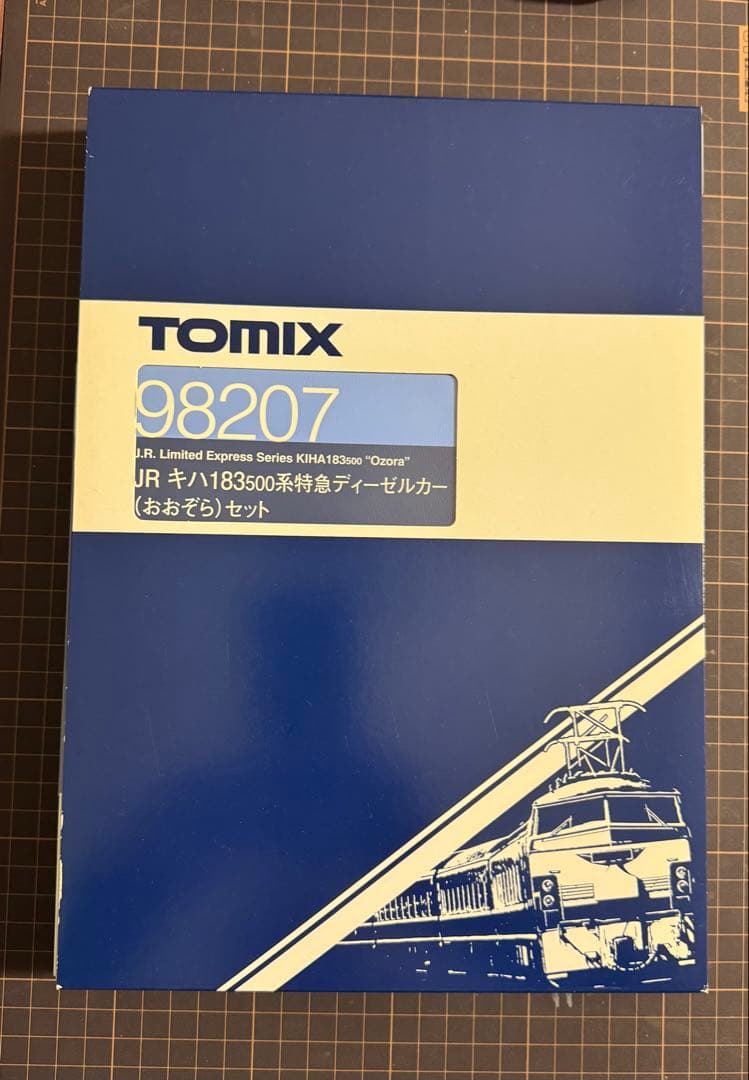 TOMIX
98207
J.R. Limited Express Series KIHA183500 "Ozora"
JR キハ183500系特急ディーゼルカー
(おおぞら)セット